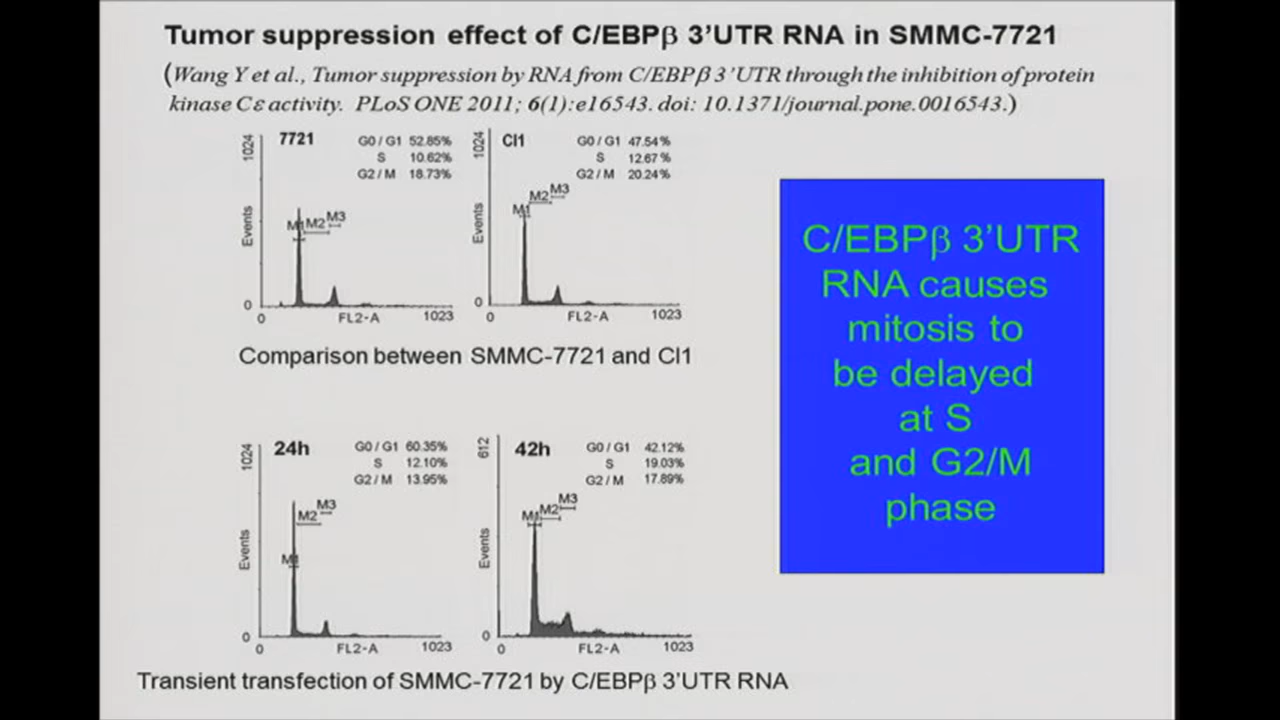 Tumor suppression effect of C/EBPβ 3’UTR RNA in SMMC-7721
(Wang Y et al., Tumor suppression by RNA from C/EBPβ 3’UTR through the inhibition of protein
kinase Cε activity. PLoS ONE 2011; 6(1):e16543. doi: 10.1371/journal.pone.0016543.)
7721
G0 / G1 52.85%
S 10.62%
G2 / M 18.73%
1024
Events
0
M1 M2 M3
0 FL2-A 1023
Cl1
G0 / G1 47.54%
S 12.67%
G2 / M 20.24%
1024
Events
0
M1 M2 M3
0 FL2-A 1023
Comparison between SMMC-7721 and Cl1
24h
G0 / G1 60.35%
S 12.10%
G2 / M 13.95%
1024
Events
0
M1 M2 M3
0 FL2-A 1023
42h
G0 / G1 42.12%
S 19.03%
G2 / M 17.89%
612
Events
0
M1 M2 M3
0 FL2-A 1023
Transient transfection of SMMC-7721 by C/EBPβ 3’UTR RNA
C/EBPβ 3’UTR
RNA causes
mitosis to
be delayed
at S
and G2/M
phase